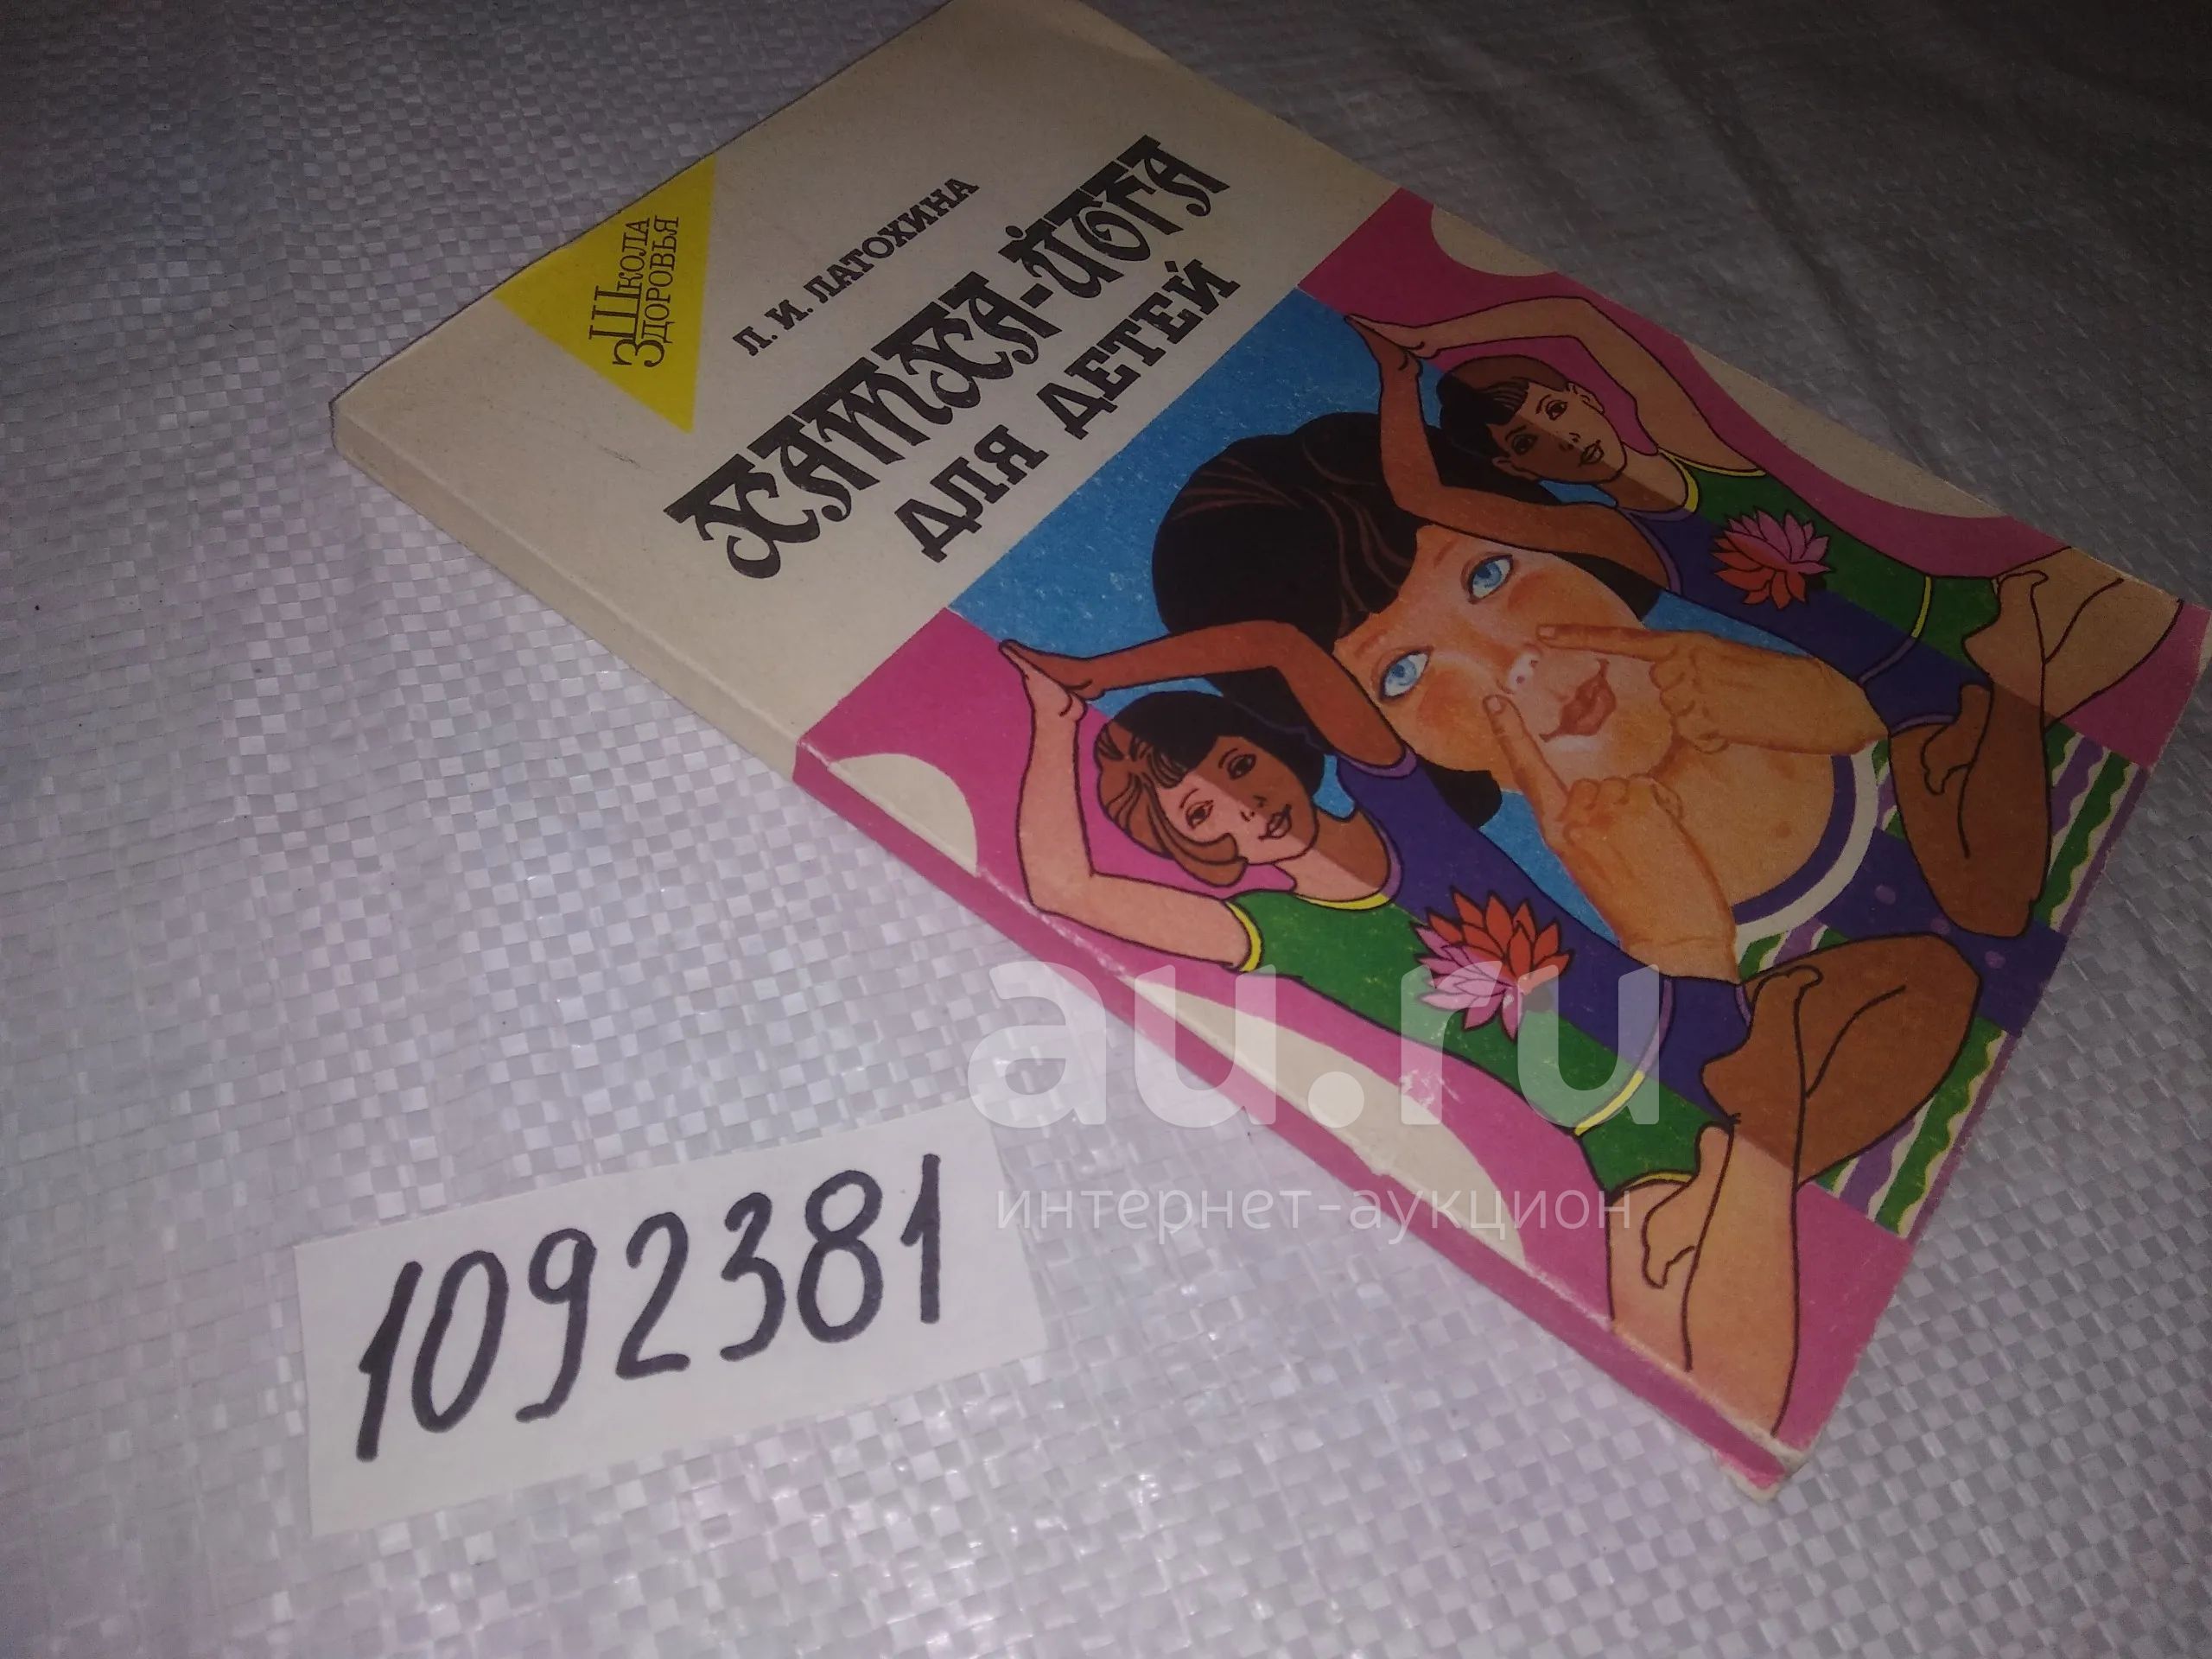 Школа
Здоровья
Л. И. ЛАТОХИНА
ХАТХА-ЙОГА
ДЛЯ ДЕТЕЙ
au.ru
интернет-аукцион
1092381